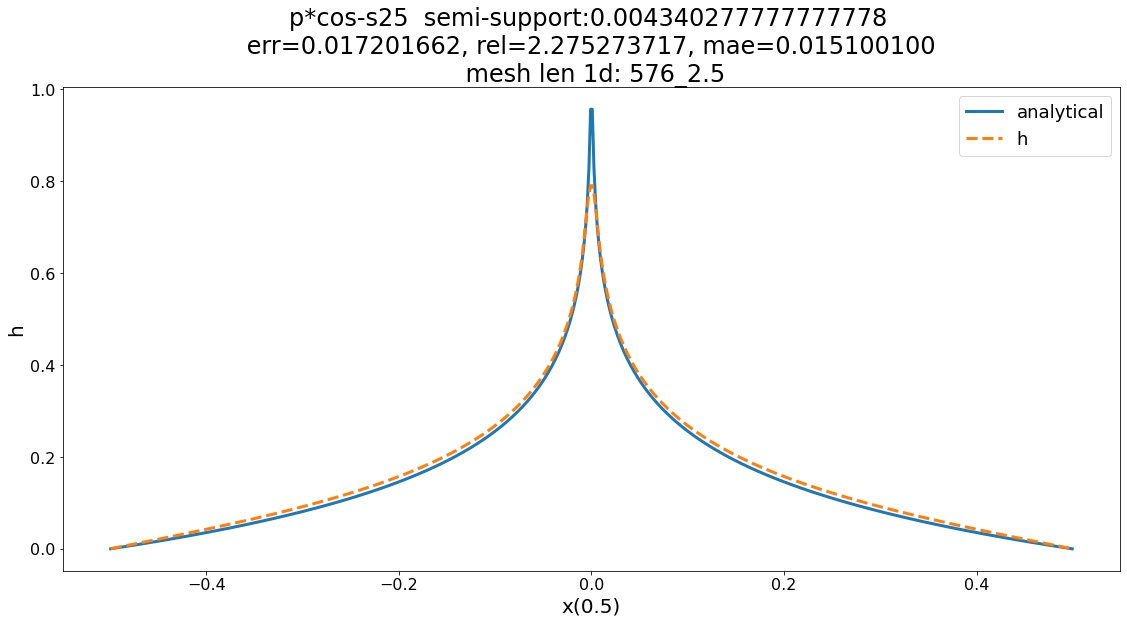 p*cos-s25  semi-support:0.004340277777777778
err=0.017201662, rel=2.275273717, mae=0.015100100
mesh len 1d: 576_2.5
analytical
h
1.0
0.8
0.6
0.4
0.2
0.0
h
−0.4
−0.2
0.0
0.2
0.4
x(0.5)